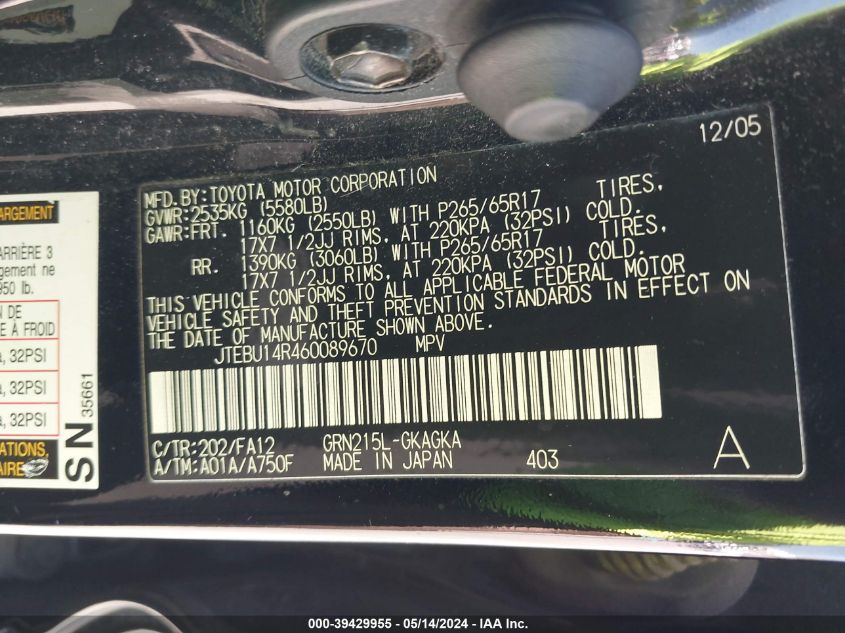 12/05
MFD.BY:TOYOTA MOTOR CORPORATION
GVWR:2535KG (5580LB)
GAWR:FRT. 1160KG (2550LB) WITH P265/65R17 TIRES,
17X7 1/2JJ RIMS, AT 220KPA (32PSI) COLD.
RR. 1390KG (3060LB) WITH P265/65R17 TIRES,
17X7 1/2JJ RIMS, AT 220KPA (32PSI) COLD.
THIS VEHICLE CONFORMS TO ALL APPLICABLE FEDERAL MOTOR
VEHICLE SAFETY AND THEFT PREVENTION STANDARDS IN EFFECT ON
THE DATE OF MANUFACTURE SHOWN ABOVE.
JTEBU14R460089670 MPV
C/TR:202/FA12 GRN215L-GKAGKA
A/TM:A01A/A750F MADE IN JAPAN 403 A
ARGEMENT
ARRIÈRE 3
gement ne
950 lb.
N DE
E À FROID
a, 32PSI
a, 32PSI
a, 32PSI
ATIONS,
AIRE
SN 35661
000-39429955 - 05/14/2024 - IAA Inc.